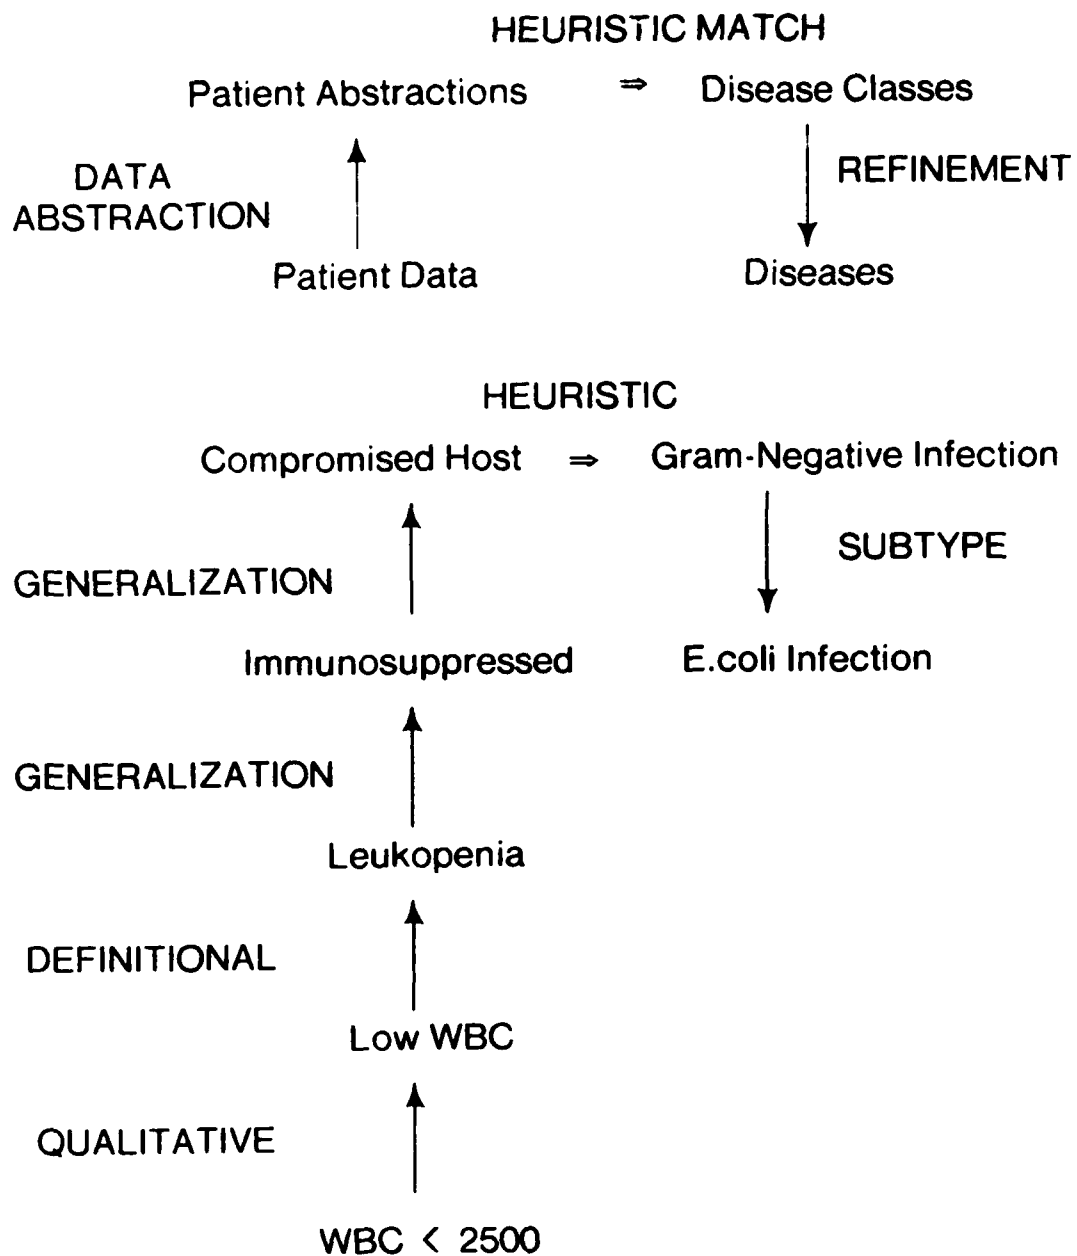 HEURISTIC MATCH
Patient Abstractions ⇒ Disease Classes
DATA
ABSTRACTION
REFINEMENT
Patient Data
Diseases
HEURISTIC
Compromised Host ⇒ Gram-Negative Infection
GENERALIZATION
SUBTYPE
Immunosuppressed
E.coli Infection
GENERALIZATION
Leukopenia
DEFINITIONAL
Low WBC
QUALITATIVE
WBC < 2500